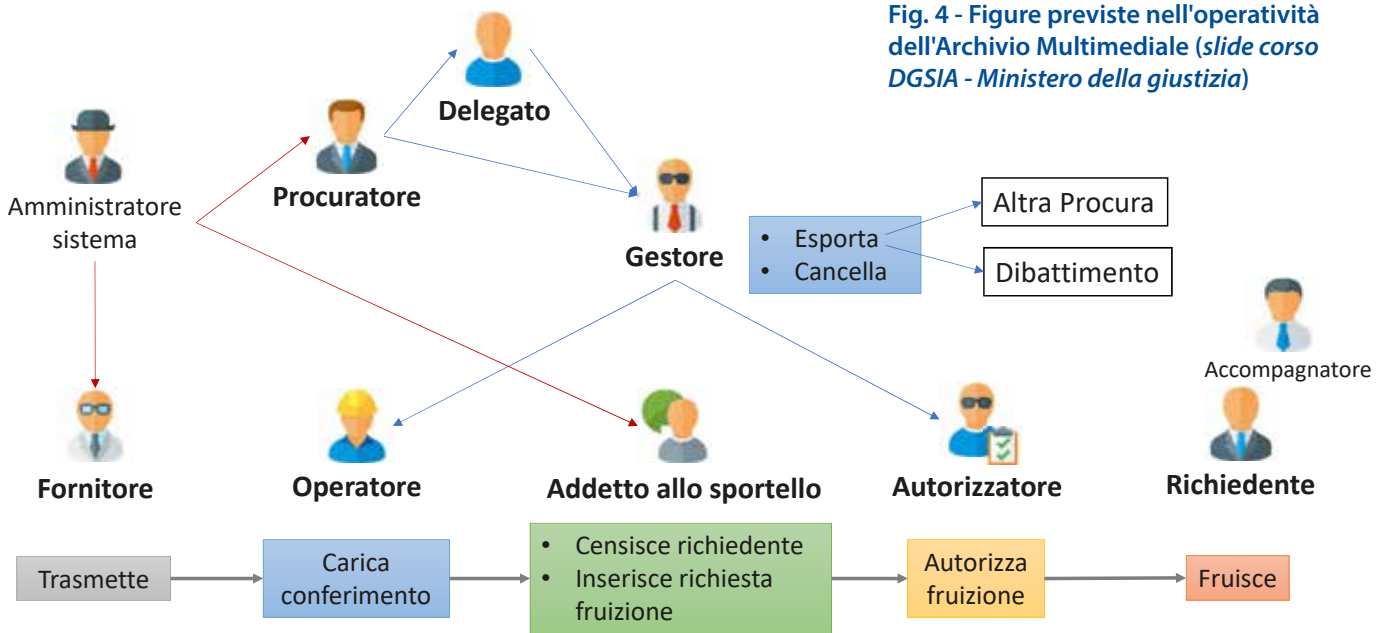 Fig. 4 - Figure previste nell'operatività
dell'Archivio Multimediale (slide corso
DGSIA - Ministero della giustizia)
Delegato
Procuratore
Amministratore
sistema
Gestore
• Esporta
• Cancella
Altra Procura
Dibattimento
Accompagnatore
Fornitore
Operatore
Addetto allo sportello
Autorizzatore
Richiedente
Trasmette
Carica
conferimento
• Censisce richiedente
• Inserisce richiesta
fruizione
Autorizza
fruizione
Fruisce